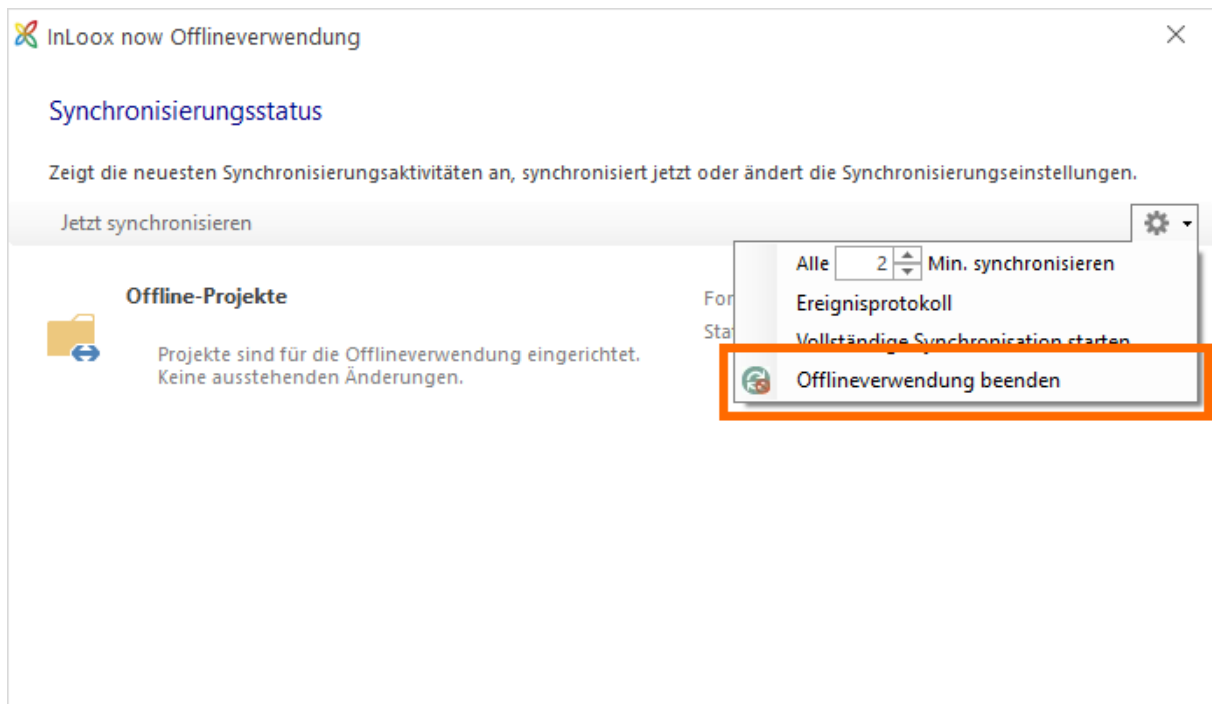 InLoox now Offlineverwendung
Synchronisierungsstatus
Zeigt die neuesten Synchronisierungsaktivitäten an, synchronisiert jetzt oder ändert die Synchronisierungseinstellungen.
Jetzt synchronisieren
Alle 2 Min. synchronisieren
Ereignisprotokoll
Vollständige Synchronisation starten
Offlineverwendung beenden
Offline-Projekte
Projekte sind für die Offlineverwendung eingerichtet.
Keine ausstehenden Änderungen.
For
Sta